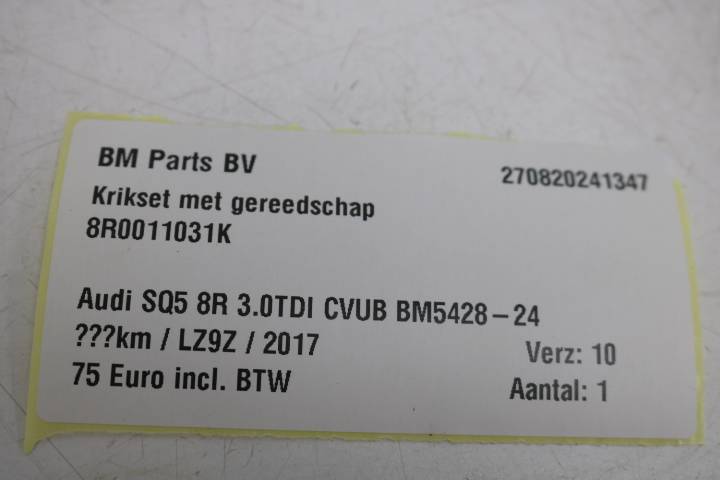 BM Parts BV
270820241347
Krikset met gereedschap
8R0011031K
Audi SQ5 8R 3.0TDI CVUB BM5428-24
???km / LZ9Z / 2017
Verz: 10
75 Euro incl. BTW
Aantal: 1